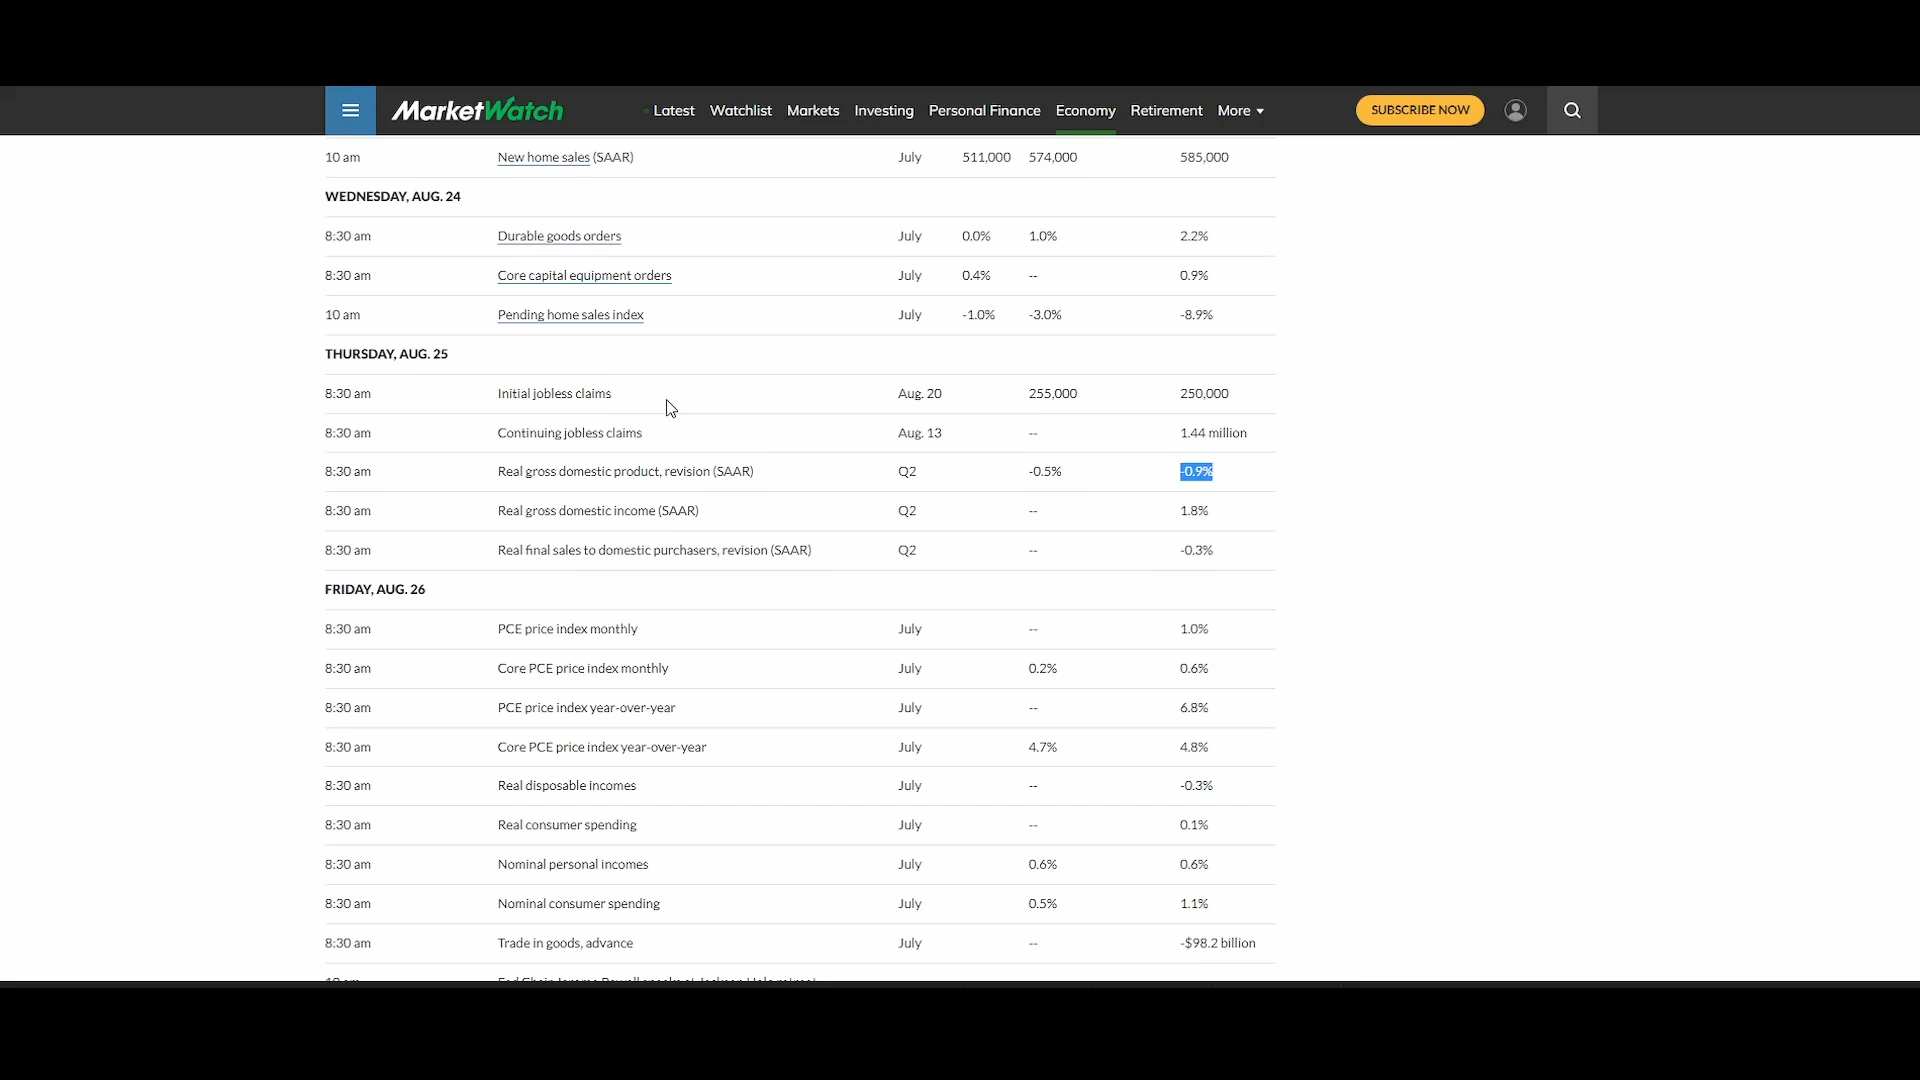 MarketWatch Latest Watchlist Markets Investing Personal Finance Economy Retirement More SUBSCRIBE NOW
10 am New home sales (SAAR) July 511,000 574,000 585,000
WEDNESDAY, AUG. 24
8:30 am Durable goods orders July 0.0% 1.0% 2.2%
8:30 am Core capital equipment orders July 0.4% -- 0.9%
10 am Pending home sales index July -1.0% -3.0% -8.9%
THURSDAY, AUG. 25
8:30 am Initial jobless claims Aug. 20 255,000 250,000
8:30 am Continuing jobless claims Aug. 13 -- 1.44 million
8:30 am Real gross domestic product, revision (SAAR) Q2 -0.5% -0.9%
8:30 am Real gross domestic income (SAAR) Q2 -- 1.8%
8:30 am Real final sales to domestic purchasers, revision (SAAR) Q2 -- -0.3%
FRIDAY, AUG. 26
8:30 am PCE price index monthly July -- 1.0%
8:30 am Core PCE price index monthly July 0.2% 0.6%
8:30 am PCE price index year-over-year July -- 6.8%
8:30 am Core PCE price index year-over-year July 4.7% 4.8%
8:30 am Real disposable incomes July -- -0.3%
8:30 am Real consumer spending July -- 0.1%
8:30 am Nominal personal incomes July 0.6% 0.6%
8:30 am Nominal consumer spending July 0.5% 1.1%
8:30 am Trade in goods, advance July -- -$98.2 billion